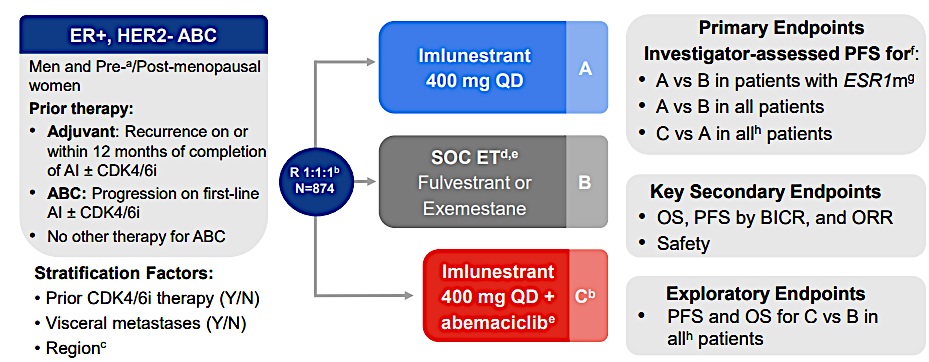 ER+, HER2- ABC
Men and Pre-ᵃ/Post-menopausal
women
Prior therapy:
• Adjuvant: Recurrence on or
within 12 months of completion
of AI ± CDK4/6i
• ABC: Progression on first-line
AI ± CDK4/6i
• No other therapy for ABC
Stratification Factors:
• Prior CDK4/6i therapy (Y/N)
• Visceral metastases (Y/N)
• Regionᶜ
R 1:1:1ᵇ
N=874
Imlunestrant
400 mg QD
A
SOC ETᵈ,ᵉ
Fulvestrant or
Exemestane
B
Imlunestrant
400 mg QD +
abemaciclibᵉ
Cᵇ
Primary Endpoints
Investigator-assessed PFS forᶠ:
• A vs B in patients with ESR1mᵍ
• A vs B in all patients
• C vs A in allʰ patients
Key Secondary Endpoints
• OS, PFS by BICR, and ORR
• Safety
Exploratory Endpoints
• PFS and OS for C vs B in
allʰ patients